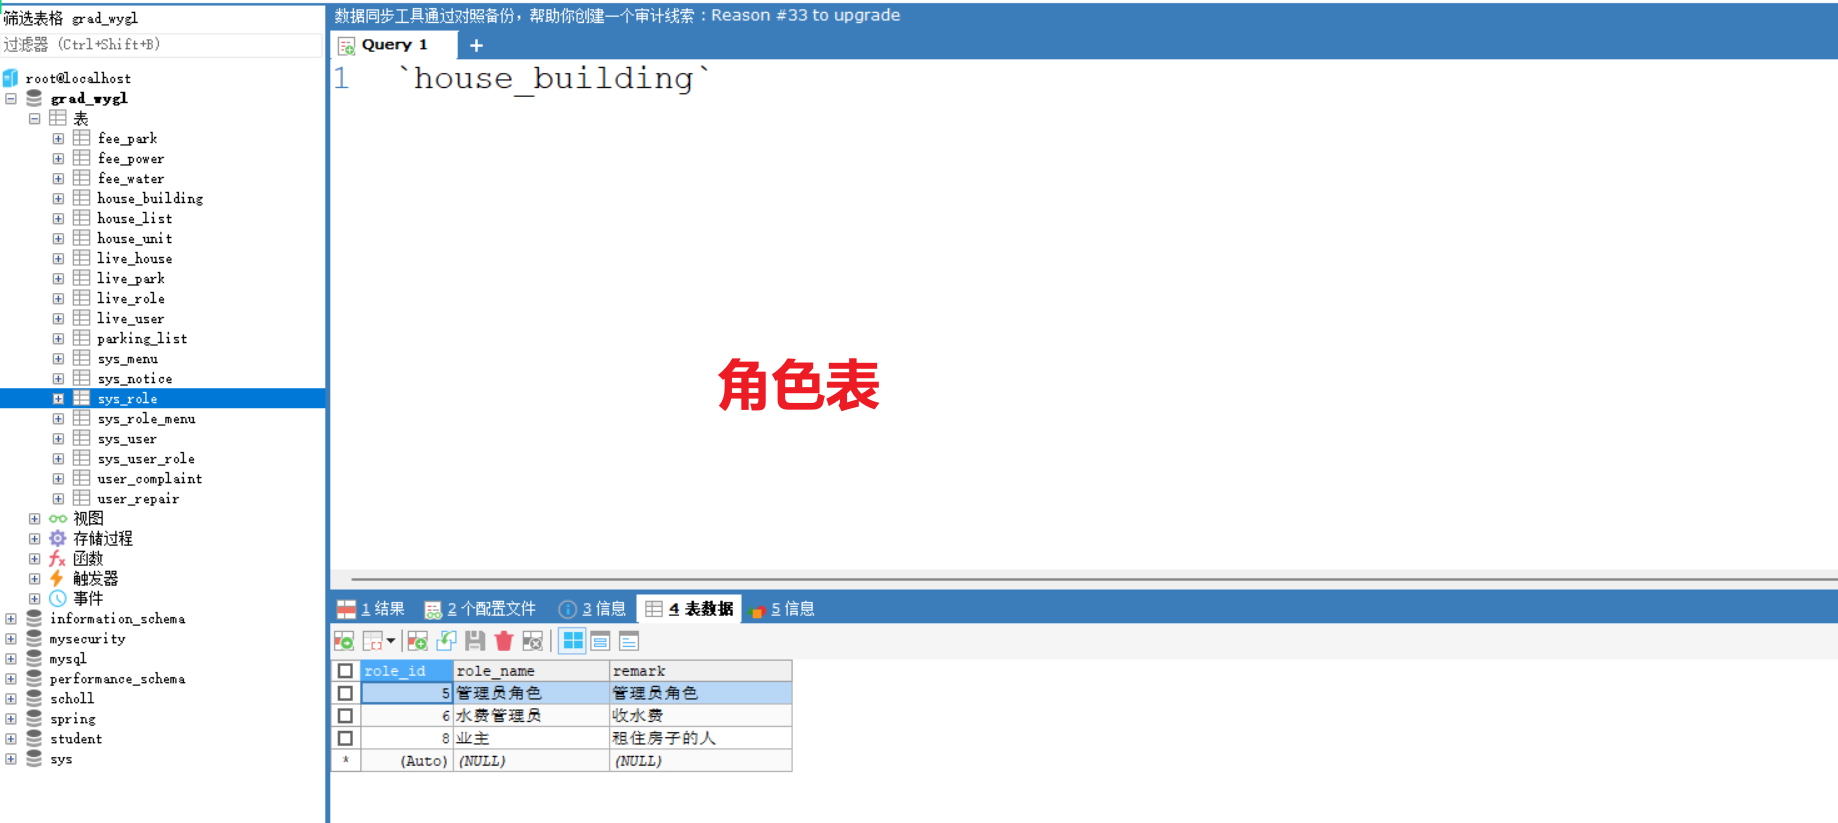 筛选表格 grad_wygl
过滤器 (Ctrl+Shift+B)
root@localhost
grad_wygl
表
fee_park
fee_power
fee_water
house_building
house_list
house_unit
live_house
live_park
live_role
live_user
parking_list
sys_menu
sys_notice
sys_role
sys_role_menu
sys_user
sys_user_role
user_complaint
user_repair
视图
存储过程
函数
触发器
事件
information_schema
mysecurity
mysql
performance_schema
scholl
spring
student
sys
数据同步工具通过对照备份，帮助你创建一个审计线索：Reason #33 to upgrade
Query 1 +
1 `house_building`
角色表
1 结果 2 个配置文件 3 信息 4 表数据 5 信息
role_id role_name remark
5 管理员角色 管理员角色
6 水费管理员 收水费
8 业主 租住房子的人
* (Auto) (NULL) (NULL)